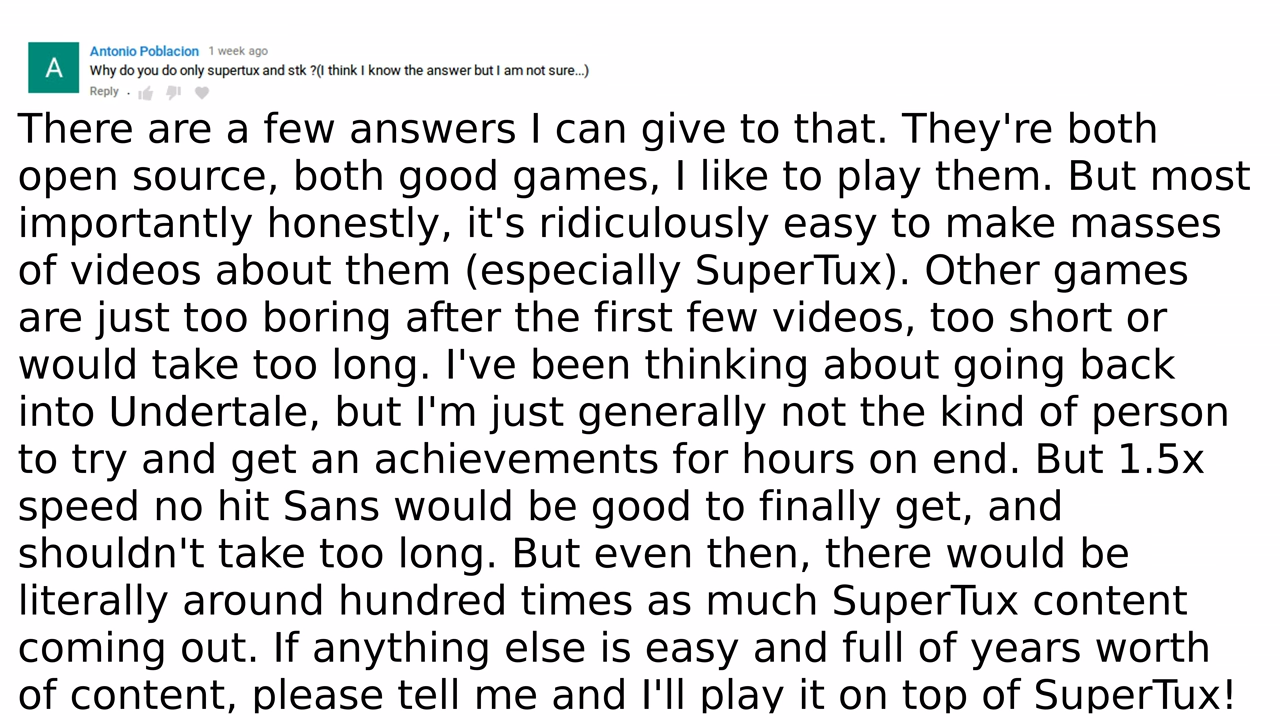 A
Antonio Poblacion 1 week ago
Why do you do only supertux and stk ?(I think I know the answer but I am not sure...)
Reply .
There are a few answers I can give to that. They're both
open source, both good games, I like to play them. But most
importantly honestly, it's ridiculously easy to make masses
of videos about them (especially SuperTux). Other games
are just too boring after the first few videos, too short or
would take too long. I've been thinking about going back
into Undertale, but I'm just generally not the kind of person
to try and get an achievements for hours on end. But 1.5x
speed no hit Sans would be good to finally get, and
shouldn't take too long. But even then, there would be
literally around hundred times as much SuperTux content
coming out. If anything else is easy and full of years worth
of content, please tell me and I'll play it on top of SuperTux!